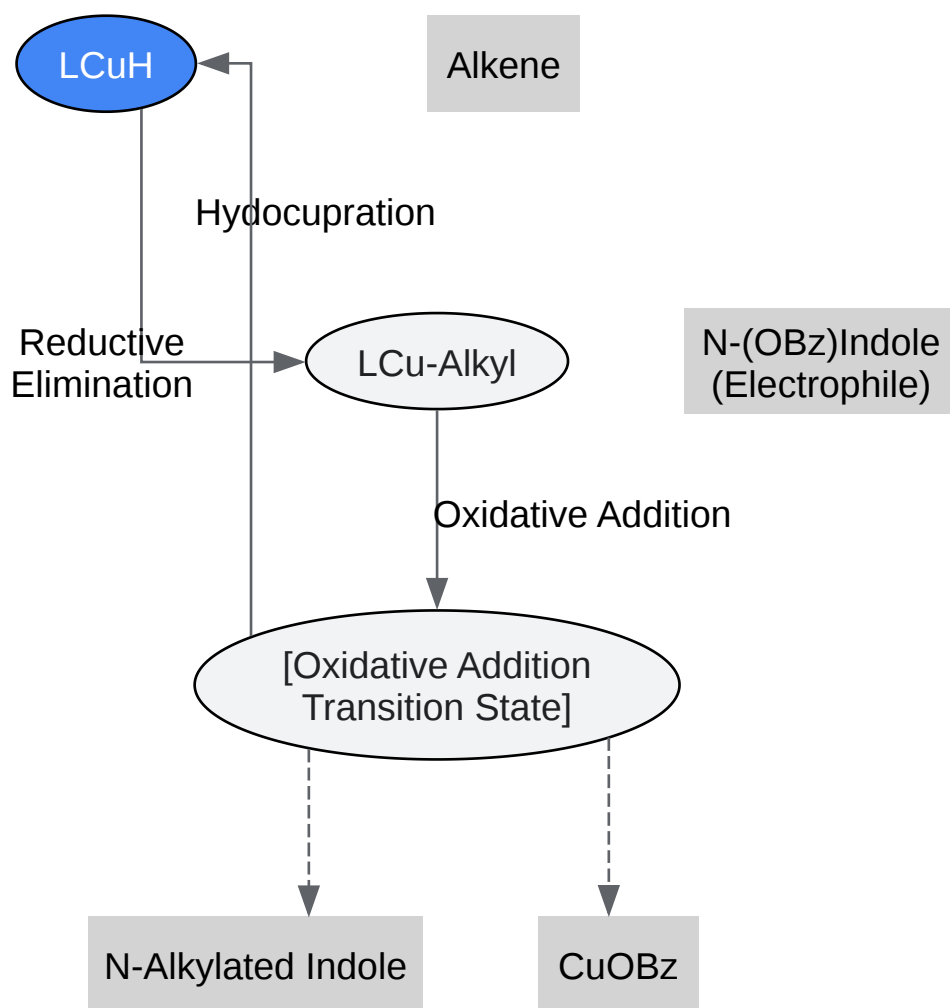 LCuH
Alkene
Hydocupration
Reductive
Elimination
LCu-Alkyl
N-(OBz)Indole
(Electrophile)
Oxidative Addition
[Oxidative Addition
Transition State]
N-Alkylated Indole
CuOBz